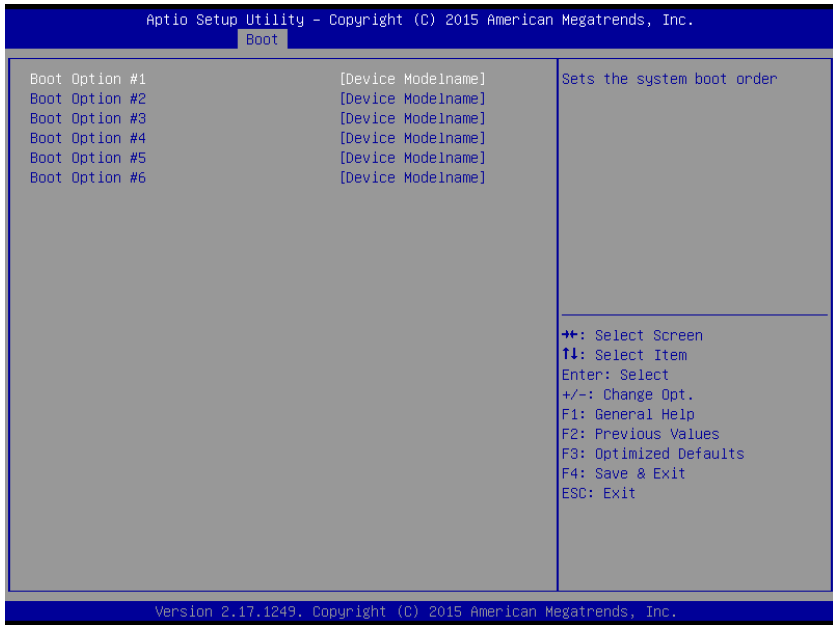 Aptio Setup Utility – Copyright (C) 2015 American Megatrends, Inc.
Boot
Boot Option #1 [Device Modelname]
Boot Option #2 [Device Modelname]
Boot Option #3 [Device Modelname]
Boot Option #4 [Device Modelname]
Boot Option #5 [Device Modelname]
Boot Option #6 [Device Modelname]
Sets the system boot order
→←: Select Screen
↑↓: Select Item
Enter: Select
+/-: Change Opt.
F1: General Help
F2: Previous Values
F3: Optimized Defaults
F4: Save & Exit
ESC: Exit
Version 2.17.1249. Copyright (C) 2015 American Megatrends, Inc.